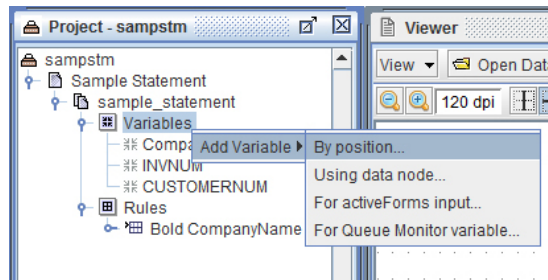 Project - sampstm
Viewer
sampstm
View
Open Dat
Sample Statement
sample_statement
120 dpi
Variables
Compa
Add Variable
By position...
INVNUM
Using data node...
CUSTOMERNUM
For activeForms input...
Rules
Bold CompanyName
For Queue Monitor variable...